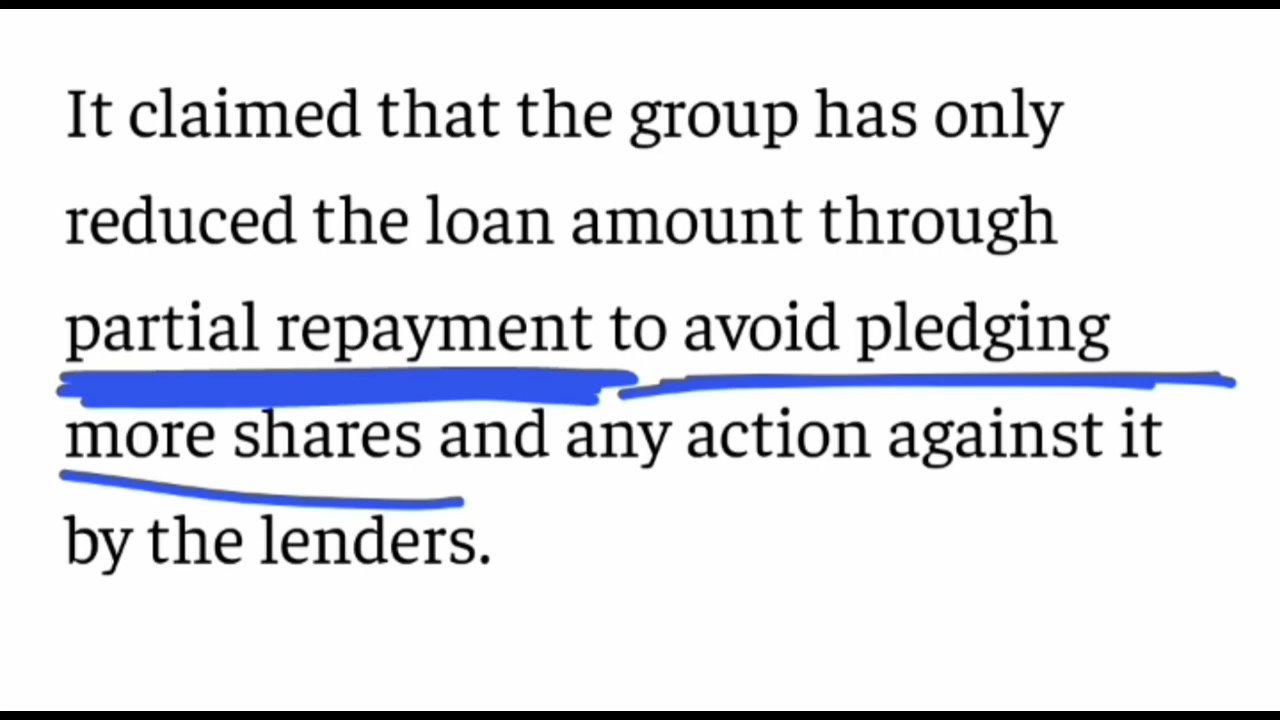 It claimed that the group has only
reduced the loan amount through
partial repayment to avoid pledging
more shares and any action against it
by the lenders.